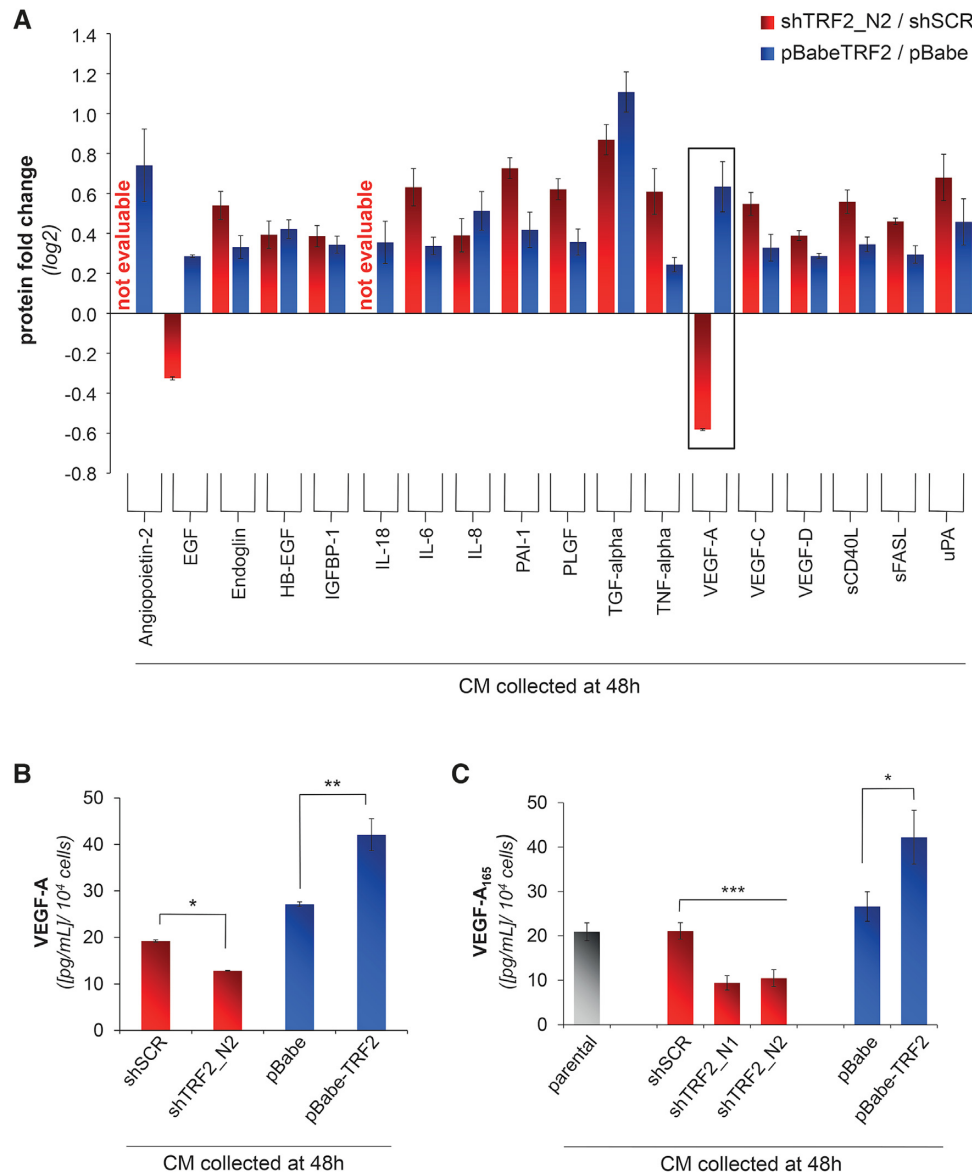 A
shTRF2_N2 / shSCR
pBabeTRF2 / pBabe
protein fold change
(log2)
1.4
1.2
1.0
0.8
0.6
0.4
0.2
0.0
-0.2
-0.4
-0.6
-0.8
not evaluable
not evaluable
Angiopoietin-2
EGF
Endoglin
HB-EGF
IGFBP-1
IL-18
IL-6
IL-8
PAI-1
PLGF
TGF-alpha
TNF-alpha
VEGF-A
VEGF-C
VEGF-D
sCD40L
sFASL
uPA
CM collected at 48h
B
VEGF-A
([pg/mL]/ 10⁴ cells)
50
40
30
20
10
0
*
**
shSCR
shTRF2_N2
pBabe
pBabe-TRF2
CM collected at 48h
C
VEGF-A₁₆₅
([pg/mL]/ 10⁴ cells)
50
40
30
20
10
0
***
*
parental
shSCR
shTRF2_N1
shTRF2_N2
pBabe
pBabe-TRF2
CM collected at 48h